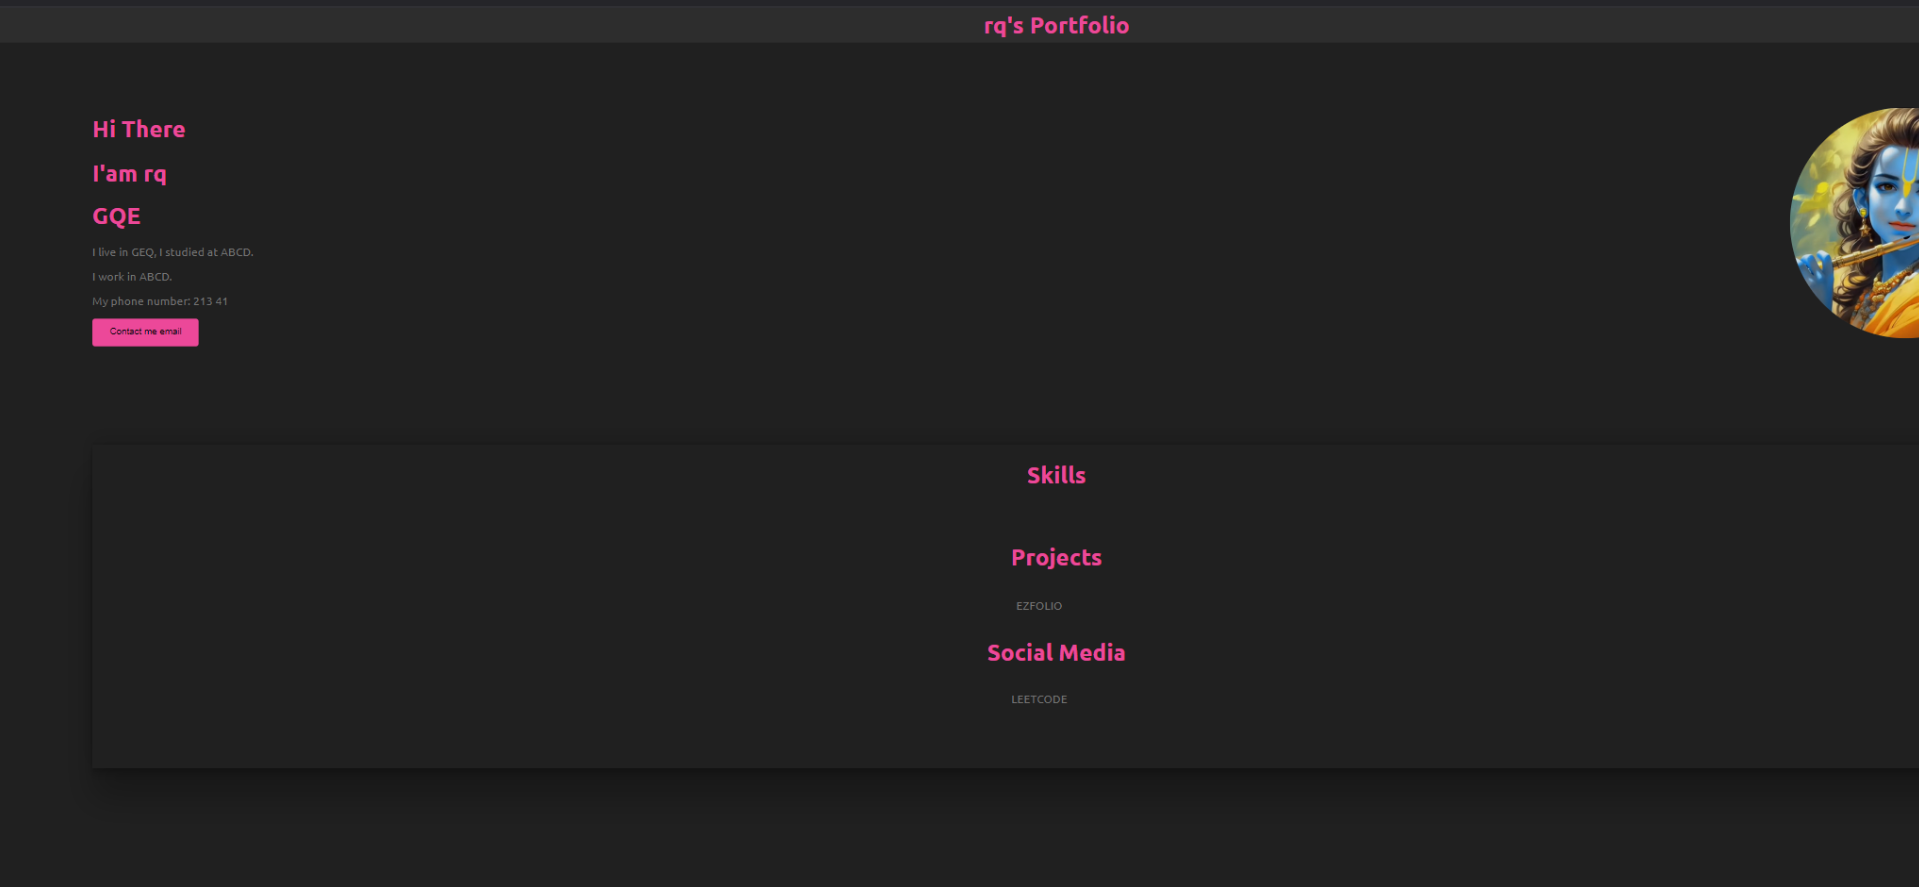 rq's Portfolio
Hi There
I'am rq
GQE
I live in GEQ, I studied at ABCD.
I work in ABCD.
My phone number: 213 41
Contact me email
Skills
Projects
EZFOLIO
Social Media
LEETCODE